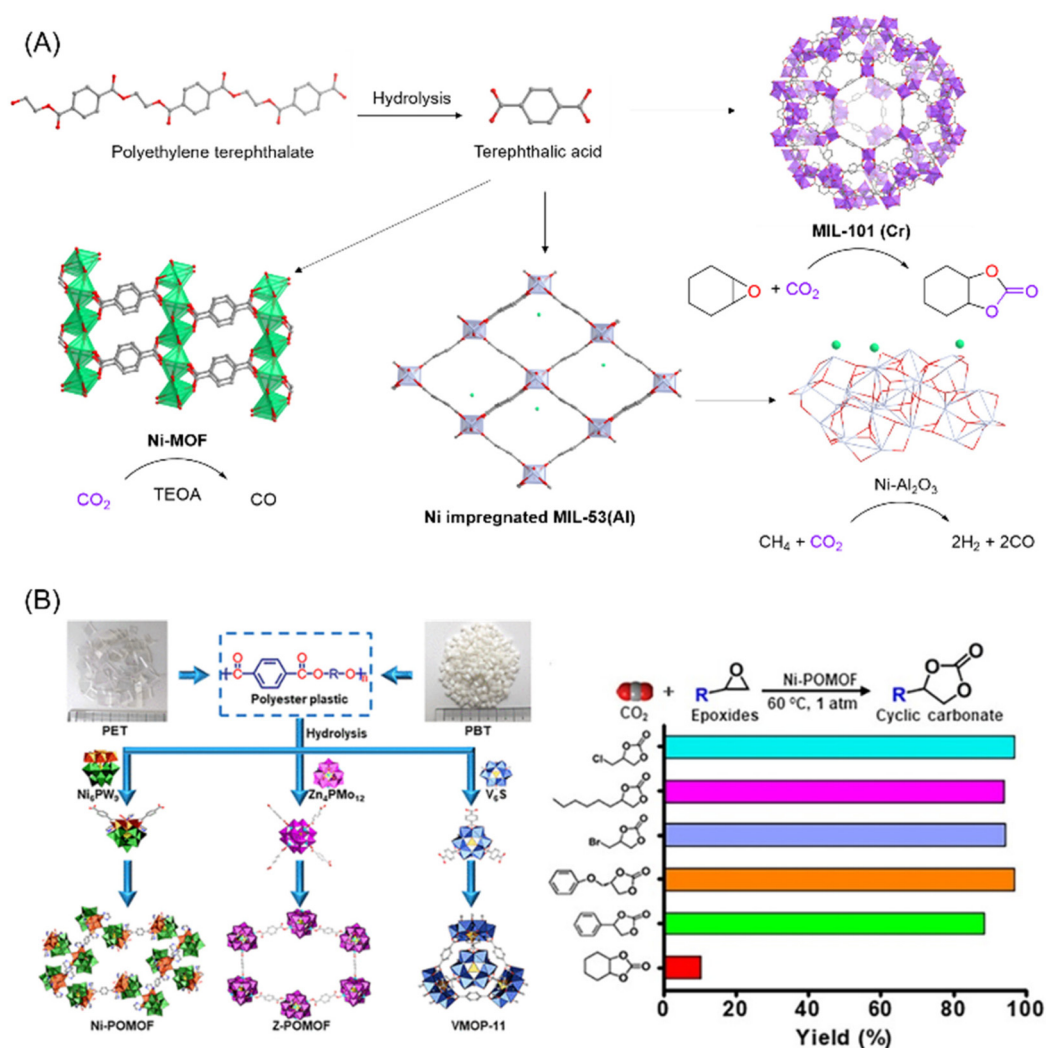 (A)
Hydrolysis
Polyethylene terephthalate
Terephthalic acid
MIL-101 (Cr)
+ CO2
O
O
O
O
Ni-MOF
CO2
TEOA
CO
Ni impregnated MIL-53(Al)
Ni-Al2O3
CH4 + CO2
2H2 + 2CO
(B)
O
O
C
C-O-R-O
n
Polyester plastic
PET
PBT
Hydrolysis
Ni6PW9
Zn4PMo12
V6S
Ni-POMOF
Z-POMOF
VMOP-11
CO2
+
R
O
Epoxides
Ni-POMOF
60 °C, 1 atm
R
O
O
O
Cyclic carbonate
Cl
O
O
O
O
O
O
Br
O
O
O
O
O
O
O
O
O
O
O
O
O
0
20
40
60
80
100
Yield (%)